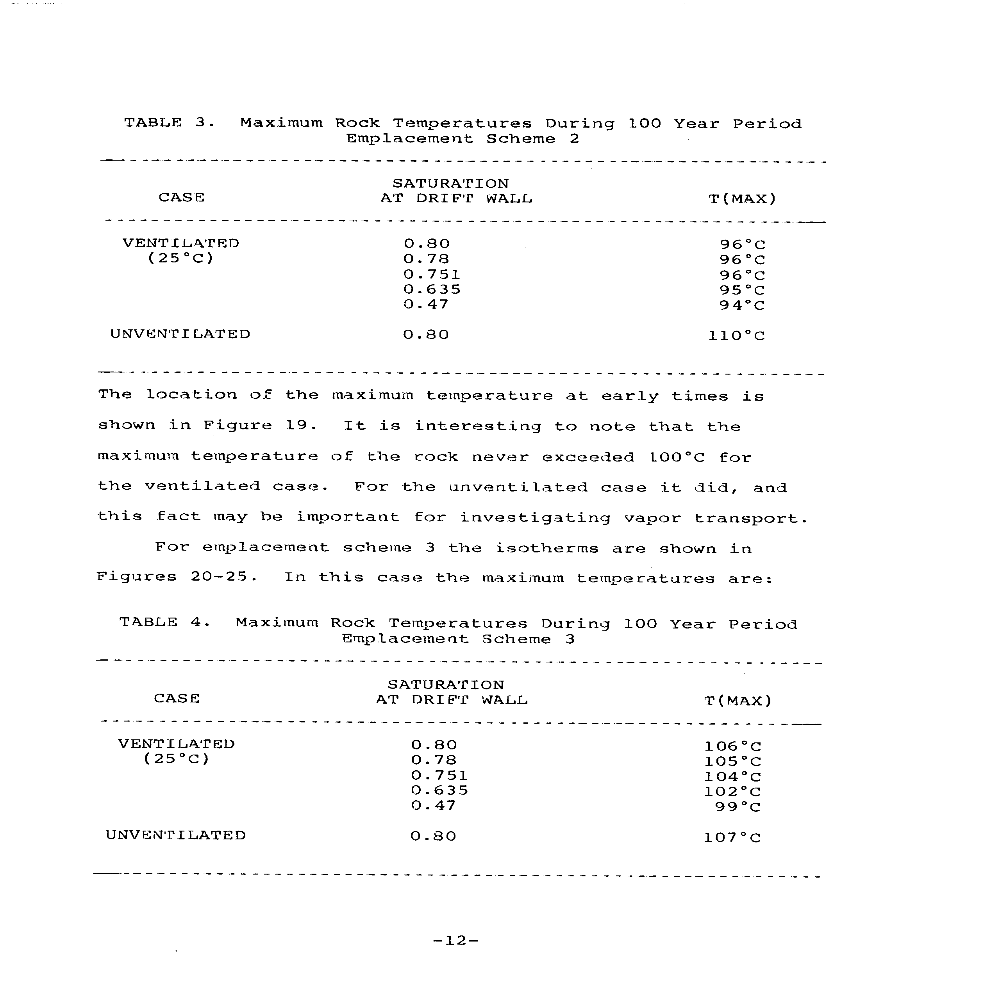 TABLE 3. Maximum Rock Temperatures During 100 Year Period
Emplacement Scheme 2
SATURATION
CASE AT DRIFT WALL T(MAX)
VENTILATED 0.80 96°C
(25°C) 0.78 96°C
0.751 96°C
0.635 95°C
0.47 94°C
UNVENTILATED 0.80 110°C
The location of the maximum temperature at early times is
shown in Figure 19. It is interesting to note that the
maximum temperature of the rock never exceeded 100°C for
the ventilated case. For the unventilated case it did, and
this fact may be important for investigating vapor transport.
For emplacement scheme 3 the isotherms are shown in
Figures 20-25. In this case the maximum temperatures are:
TABLE 4. Maximum Rock Temperatures During 100 Year Period
Emplacement Scheme 3
SATURATION
CASE AT DRIFT WALL T(MAX)
VENTILATED 0.80 106°C
(25°C) 0.78 105°C
0.751 104°C
0.635 102°C
0.47 99°C
UNVENTILATED 0.80 107°C
-12-